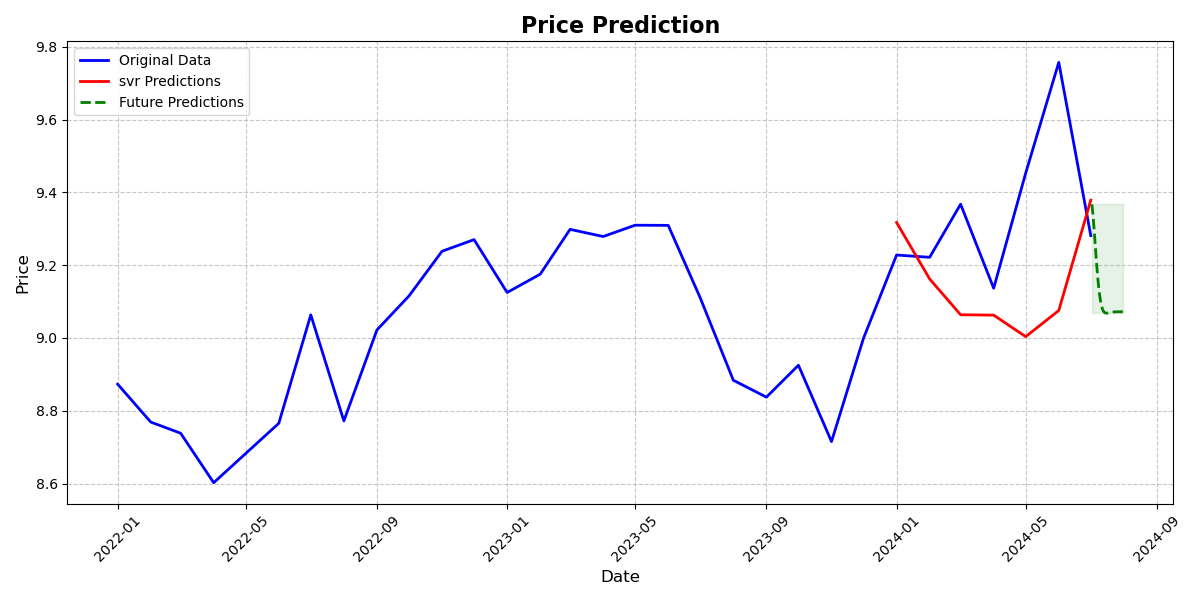 Price Prediction
Original Data
svr Predictions
Future Predictions
Price
9.8
9.6
9.4
9.2
9.0
8.8
8.6
2022-01
2022-05
2022-09
2023-01
2023-05
2023-09
2024-01
2024-05
2024-09
Date